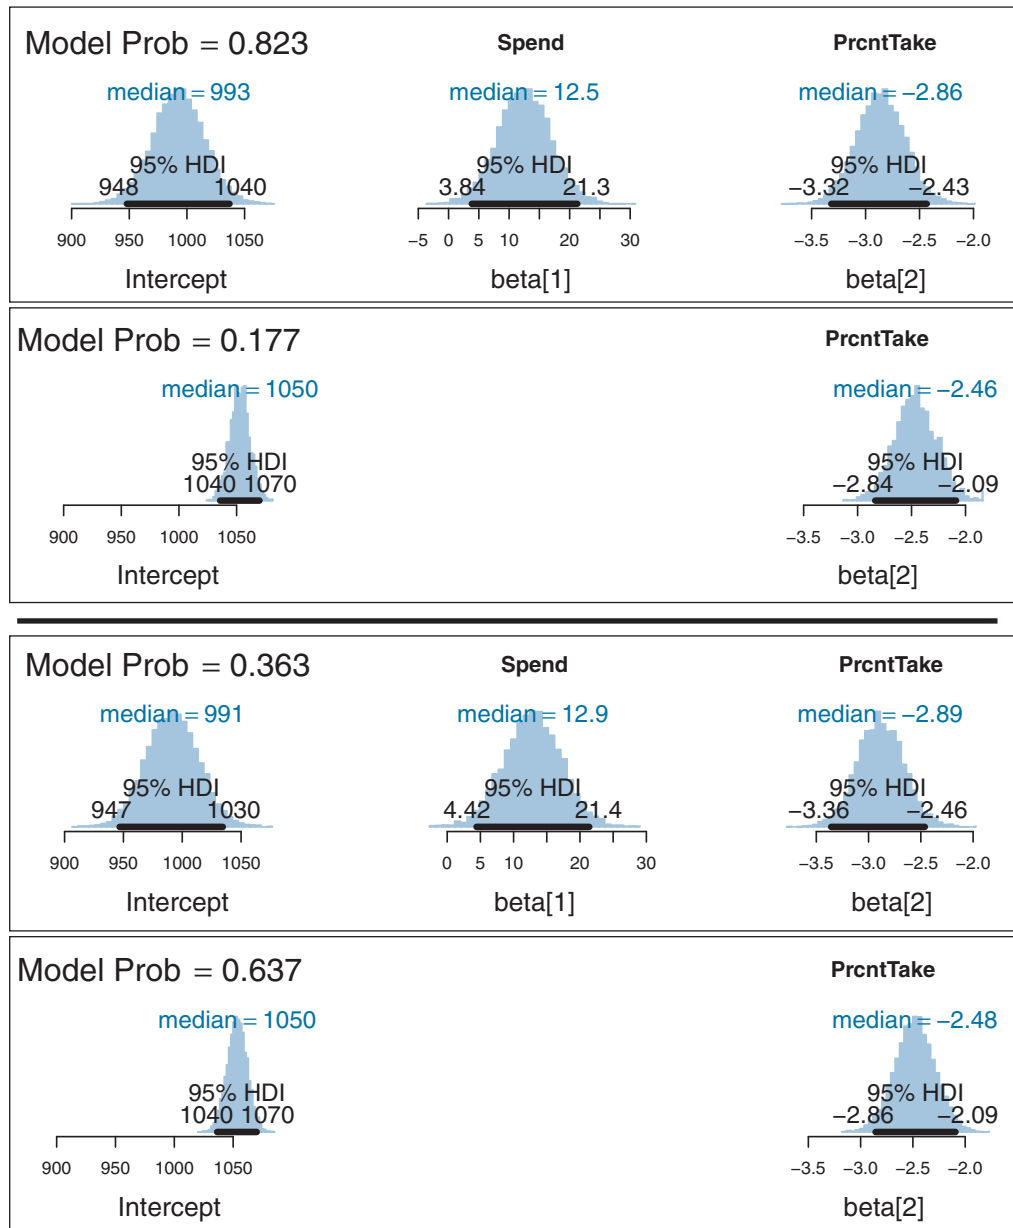 Model Prob = 0.823 Spend PrcntTake
median = 993 median = 12.5 median = −2.86
95% HDI 95% HDI 95% HDI
948 1040 3.84 21.3 −3.32 −2.43
900 950 1000 1050 −5 0 5 10 20 30 −3.5 −3.0 −2.5 −2.0
Intercept beta[1] beta[2]
Model Prob = 0.177 PrcntTake
median = 1050 median = −2.46
95% HDI 95% HDI
1040 1070 −2.84 −2.09
900 950 1000 1050 −3.5 −3.0 −2.5 −2.0
Intercept beta[2]
Model Prob = 0.363 Spend PrcntTake
median = 991 median = 12.9 median = −2.89
95% HDI 95% HDI 95% HDI
947 1030 4.42 21.4 −3.36 −2.46
900 950 1000 1050 0 5 10 20 30 −3.5 −3.0 −2.5 −2.0
Intercept beta[1] beta[2]
Model Prob = 0.637 PrcntTake
median = 1050 median = −2.48
95% HDI 95% HDI
1040 1070 −2.86 −2.09
900 950 1000 1050 −3.5 −3.0 −2.5 −2.0
Intercept beta[2]